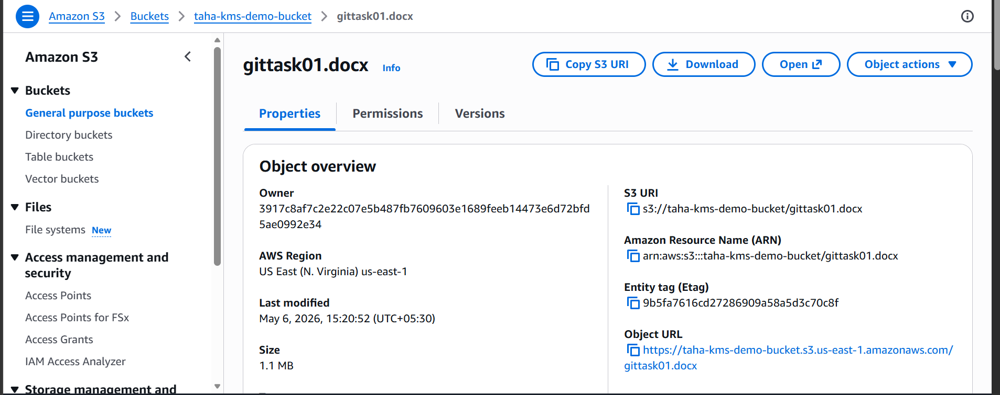 Amazon S3 > Buckets > taha-kms-demo-bucket > gittask01.docx
Amazon S3
Buckets
General purpose buckets
Directory buckets
Table buckets
Vector buckets
Files
File systems New
Access management and
security
Access Points
Access Points for FSx
Access Grants
IAM Access Analyzer
Storage management and
gittask01.docx Info
Copy S3 URI Download Open Object actions
Properties Permissions Versions
Object overview
Owner
3917c8af7c2e22c07e5b487fb7609603e1689feeb14473e6d72bfd
5ae0992e34
AWS Region
US East (N. Virginia) us-east-1
Last modified
May 6, 2026, 15:20:52 (UTC+05:30)
Size
1.1 MB
S3 URI
s3://taha-kms-demo-bucket/gittask01.docx
Amazon Resource Name (ARN)
arn:aws:s3:::taha-kms-demo-bucket/gittask01.docx
Entity tag (Etag)
9b5fa7616cd27286909a58a5d3c70c8f
Object URL
https://taha-kms-demo-bucket.s3.us-east-1.amazonaws.com/
gittask01.docx